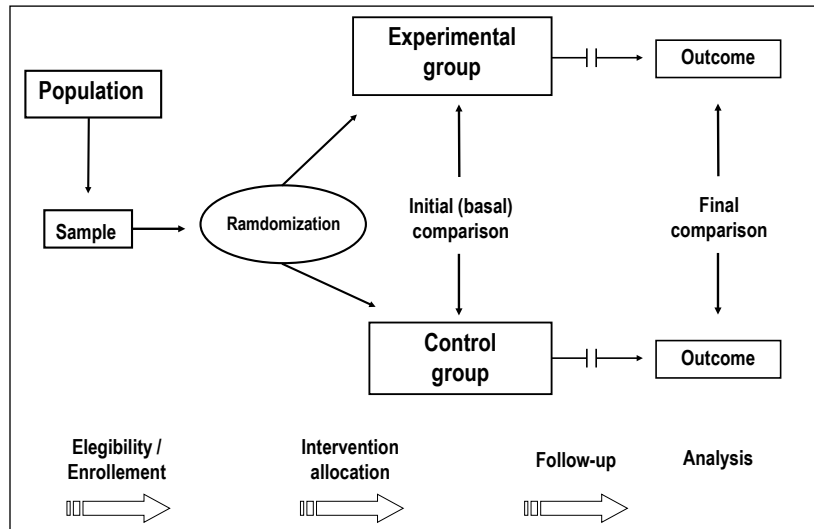 Population
Sample
Ramdomization
Experimental
group
Initial (basal)
comparison
Control
group
Outcome
Final
comparison
Outcome
Elegibility /
Enrollement
Intervention
allocation
Follow-up
Analysis